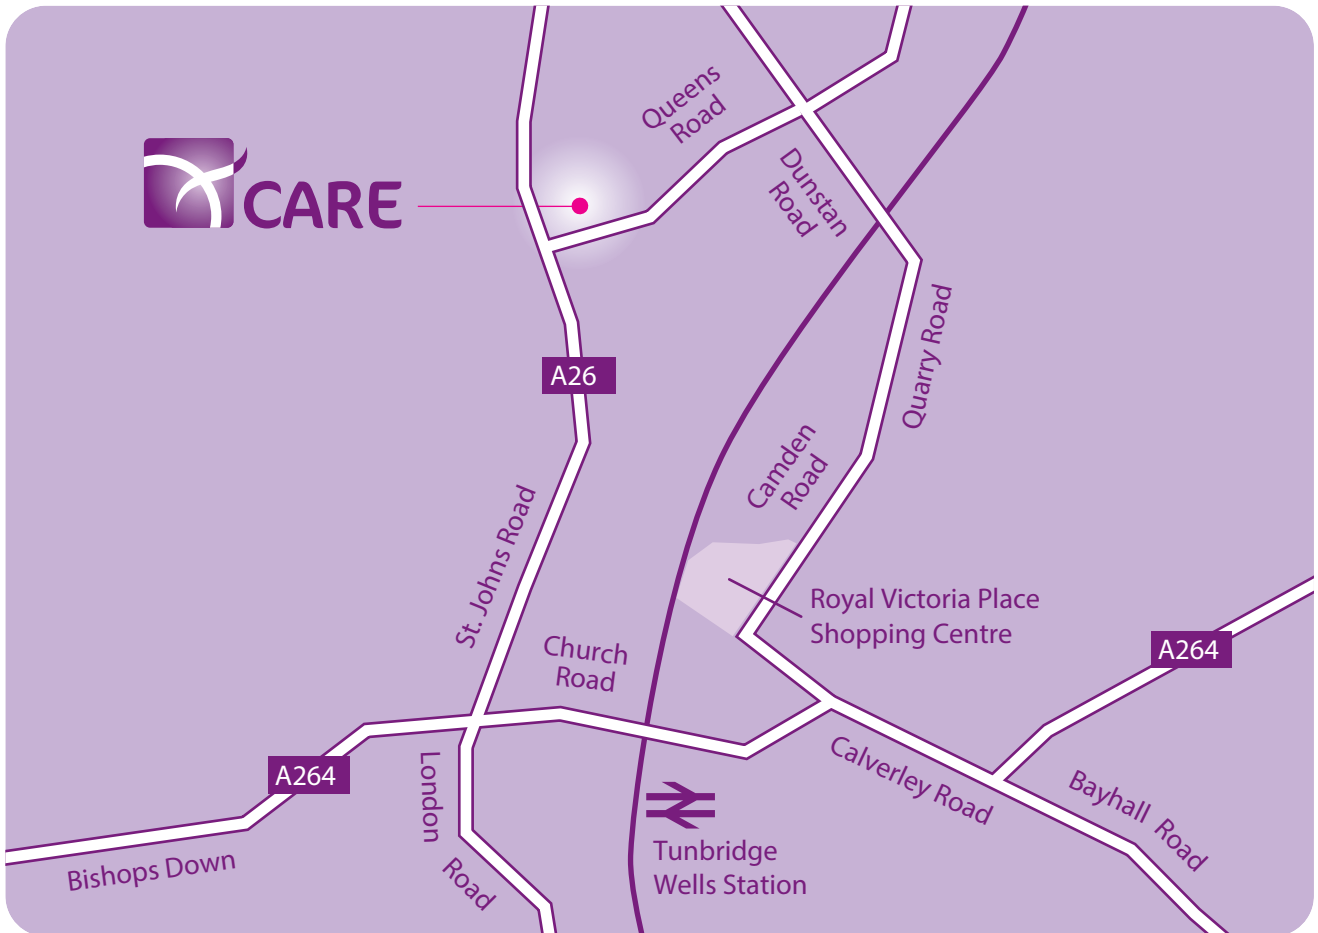 Queens
Road
Dunstan
Road
CARE
Quarry Road
A26
Camden
Road
St. Johns Road
Royal Victoria Place
Shopping Centre
Church
Road
A264
A264
London
Road
Calverley Road
Bayhall Road
Tunbridge
Wells Station
Bishops Down